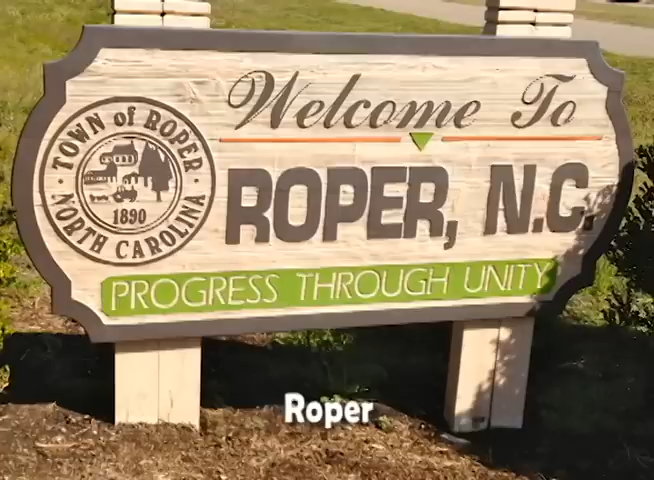 Welcome To
TOWN of ROPER
1890
NORTH CAROLINA
ROPER, N.C.
PROGRESS THROUGH UNITY
Roper